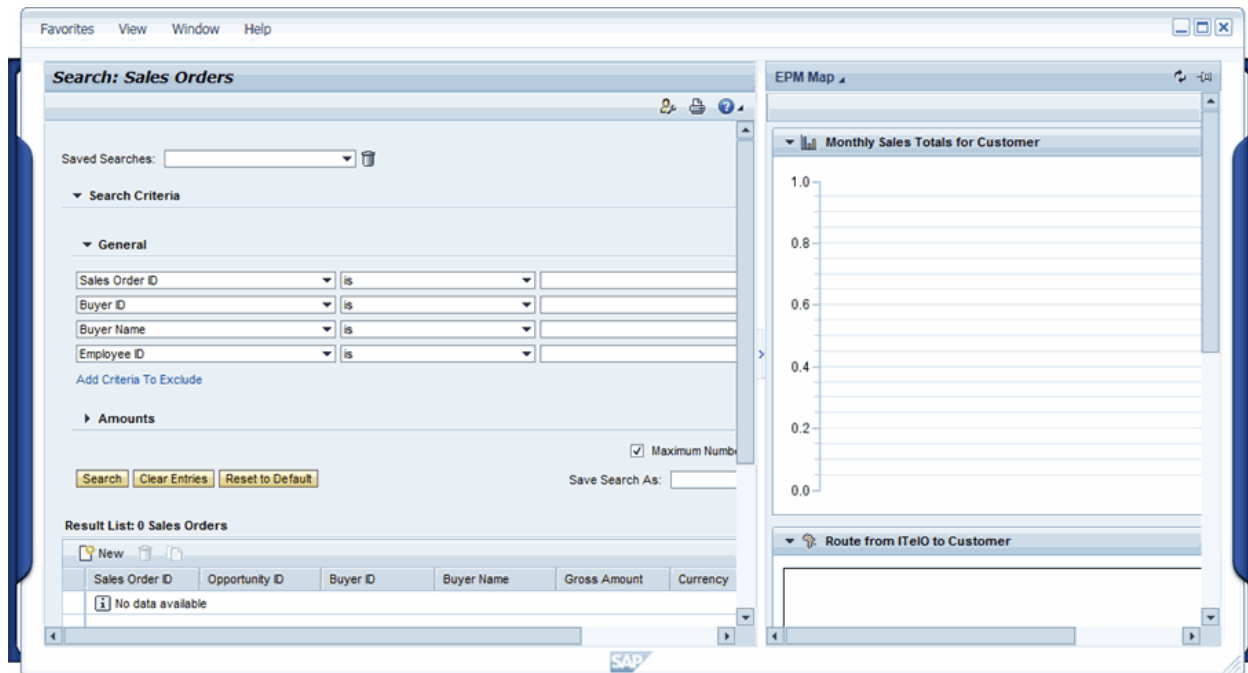 Favorites View Window Help
Search: Sales Orders
Saved Searches:
Search Criteria
General
Sales Order ID is
Buyer ID is
Buyer Name is
Employee ID is
Add Criteria To Exclude
Amounts
Maximum Numbe
Search Clear Entries Reset to Default Save Search As:
Result List: 0 Sales Orders
New
Sales Order ID Opportunity ID Buyer ID Buyer Name Gross Amount Currency
No data available
EPM Map
Monthly Sales Totals for Customer
1.0
0.8
0.6
0.4
0.2
0.0
Route from ITelO to Customer
SAP